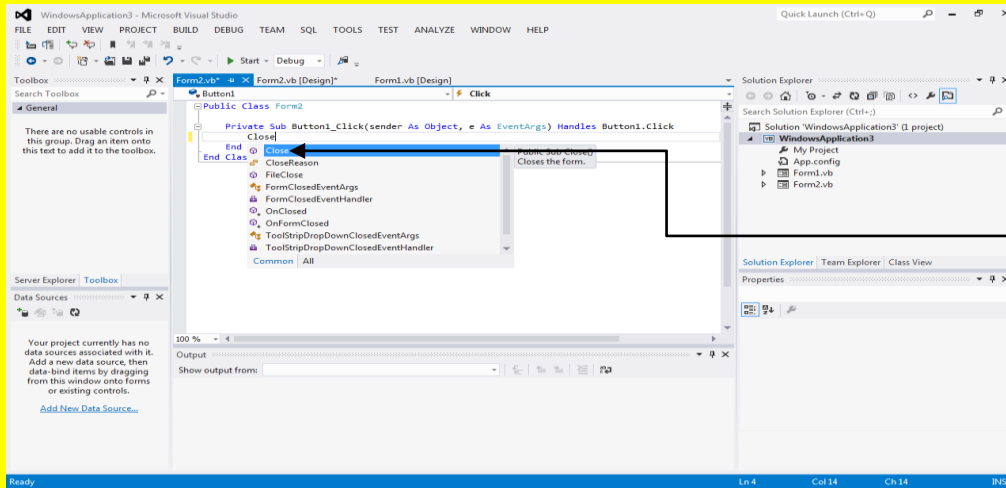 WindowsApplication3 - Microsoft Visual Studio
Quick Launch (Ctrl+Q)
FILE EDIT VIEW PROJECT BUILD DEBUG TEAM SQL TOOLS TEST ANALYZE WINDOW HELP
Start Debug
Toolbox
Search Toolbox
General
There are no usable controls in
this group. Drag an item onto
this text to add it to the toolbox.
Server Explorer Toolbox
Data Sources
Your project currently has no
data sources associated with it.
Add a new data source, then
data-bind items by dragging
from this window onto forms
or existing controls.
Add New Data Source...
Form2.vb* Form2.vb [Design]* Form1.vb [Design]
Button1 Click
Public Class Form2
Private Sub Button1_Click(sender As Object, e As EventArgs) Handles Button1.Click
Close
End
End Clas
Close
CloseReason
FileClose
FormClosedEventArgs
FormClosedEventHandler
OnClosed
OnFormClosed
ToolStripDropDownClosedEventArgs
ToolStripDropDownClosedEventHandler
Common All
Public Sub Close()
Closes the form.
100 %
Output
Show output from:
Solution Explorer
Search Solution Explorer (Ctrl+;)
Solution 'WindowsApplication3' (1 project)
WindowsApplication3
My Project
App.config
Form1.vb
Form2.vb
Solution Explorer Team Explorer Class View
Properties
Ready Ln 4 Col 14 Ch 14 INS